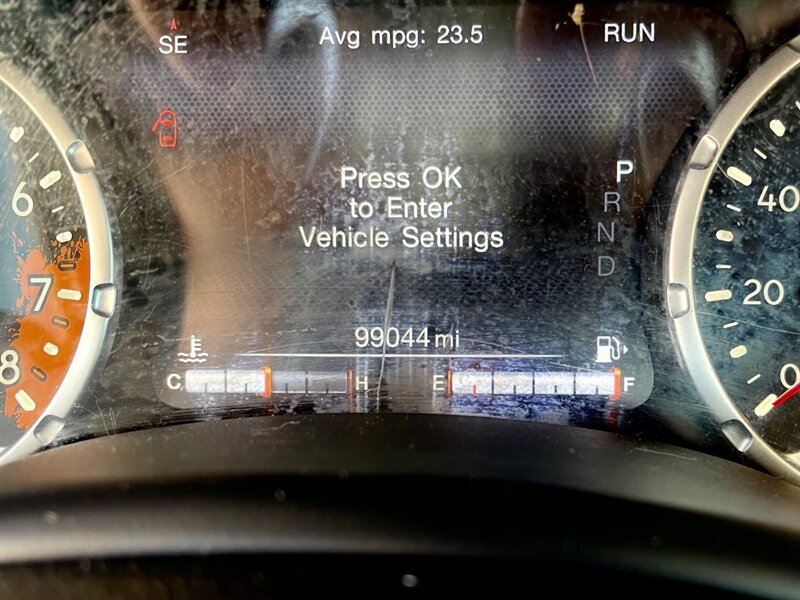 SE
Avg mpg: 23.5
RUN
Press OK
to Enter
Vehicle Settings
P
R
N
D
6
7
8
40
20
0
99044 mi
C H
E F